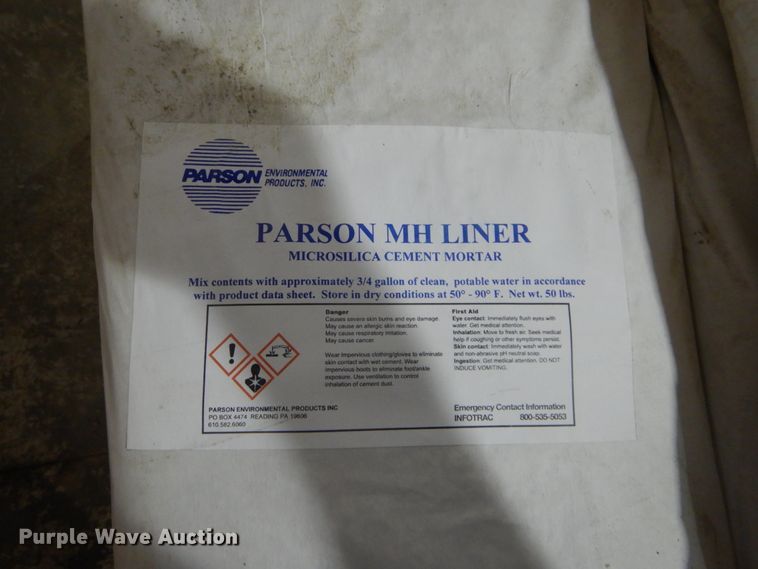 PARSON
ENVIRONMENTAL
PRODUCTS, INC.
PARSON MH LINER
MICROSILICA CEMENT MORTAR
Mix contents with approximately 3/4 gallon of clean, potable water in accordance
with product data sheet. Store in dry conditions at 50° - 90° F. Net wt. 50 lbs.
Danger
Causes severe skin burns and eye damage.
May cause an allergic skin reaction.
May cause respiratory irritation.
May cause cancer.
Wear Impervious clothing/gloves to eliminate
skin contact with wet cement. Wear
impervious boots to eliminate foot/ankle
exposure. Use ventilation to control
inhalation of cement dust.
First Aid
Eye contact: Immediately flush eyes with
water. Get medical attention.
Inhalation: Move to fresh air. Seek medical
help if coughing or other symptoms persist.
Skin contact: Immediately wash with water
and non-abrasive pH neutral soap.
Ingestion: Get medical attention. DO NOT
INDUCE VOMITING.
PARSON ENVIRONMENTAL PRODUCTS INC
PO BOX 4474 READING PA 19606
610.582.6060
Emergency Contact Information
INFOTRAC 800-535-5053
Purple Wave Auction